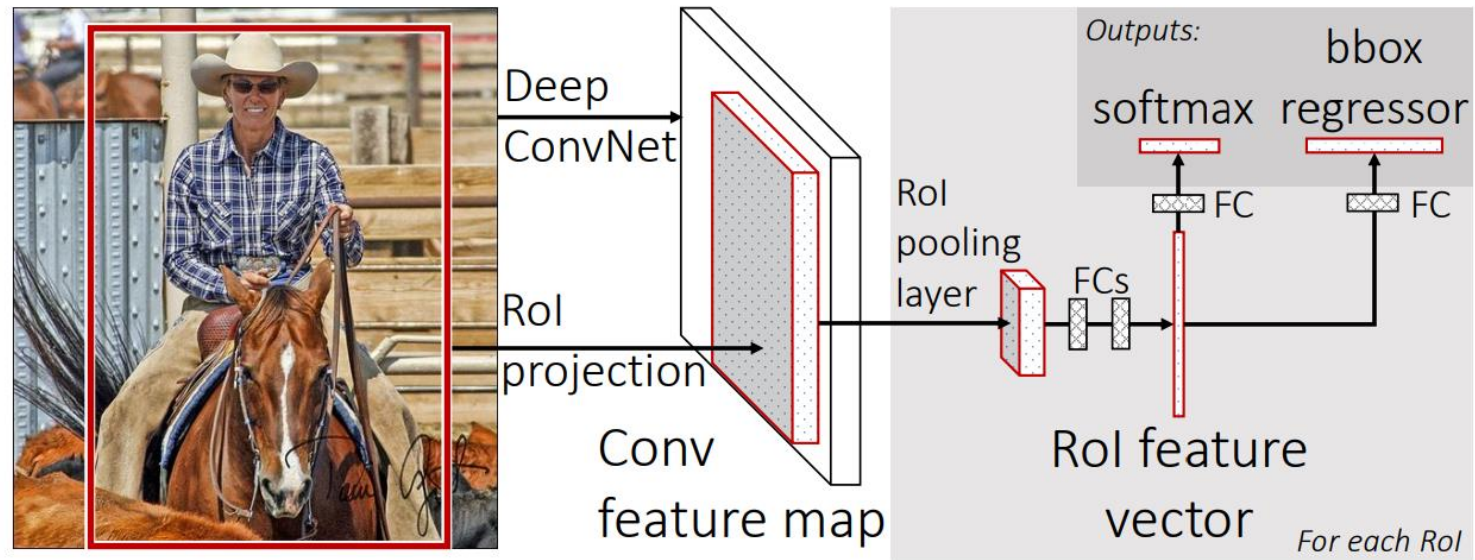 Deep
ConvNet
RoI
projection
Conv
feature map
RoI
pooling
layer
FCs
RoI feature
vector
Outputs:
softmax
bbox
regressor
FC
FC
For each RoI